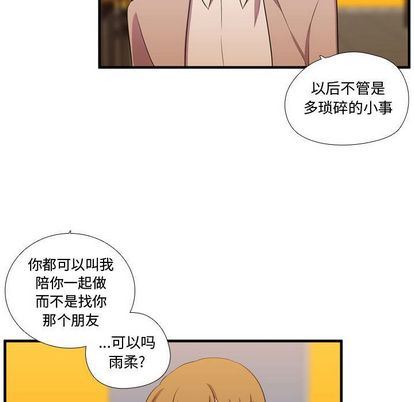 以后不管是
多琐碎的小事
你都可以叫我
陪你一起做
而不是找你
那个朋友
...可以吗
雨柔?